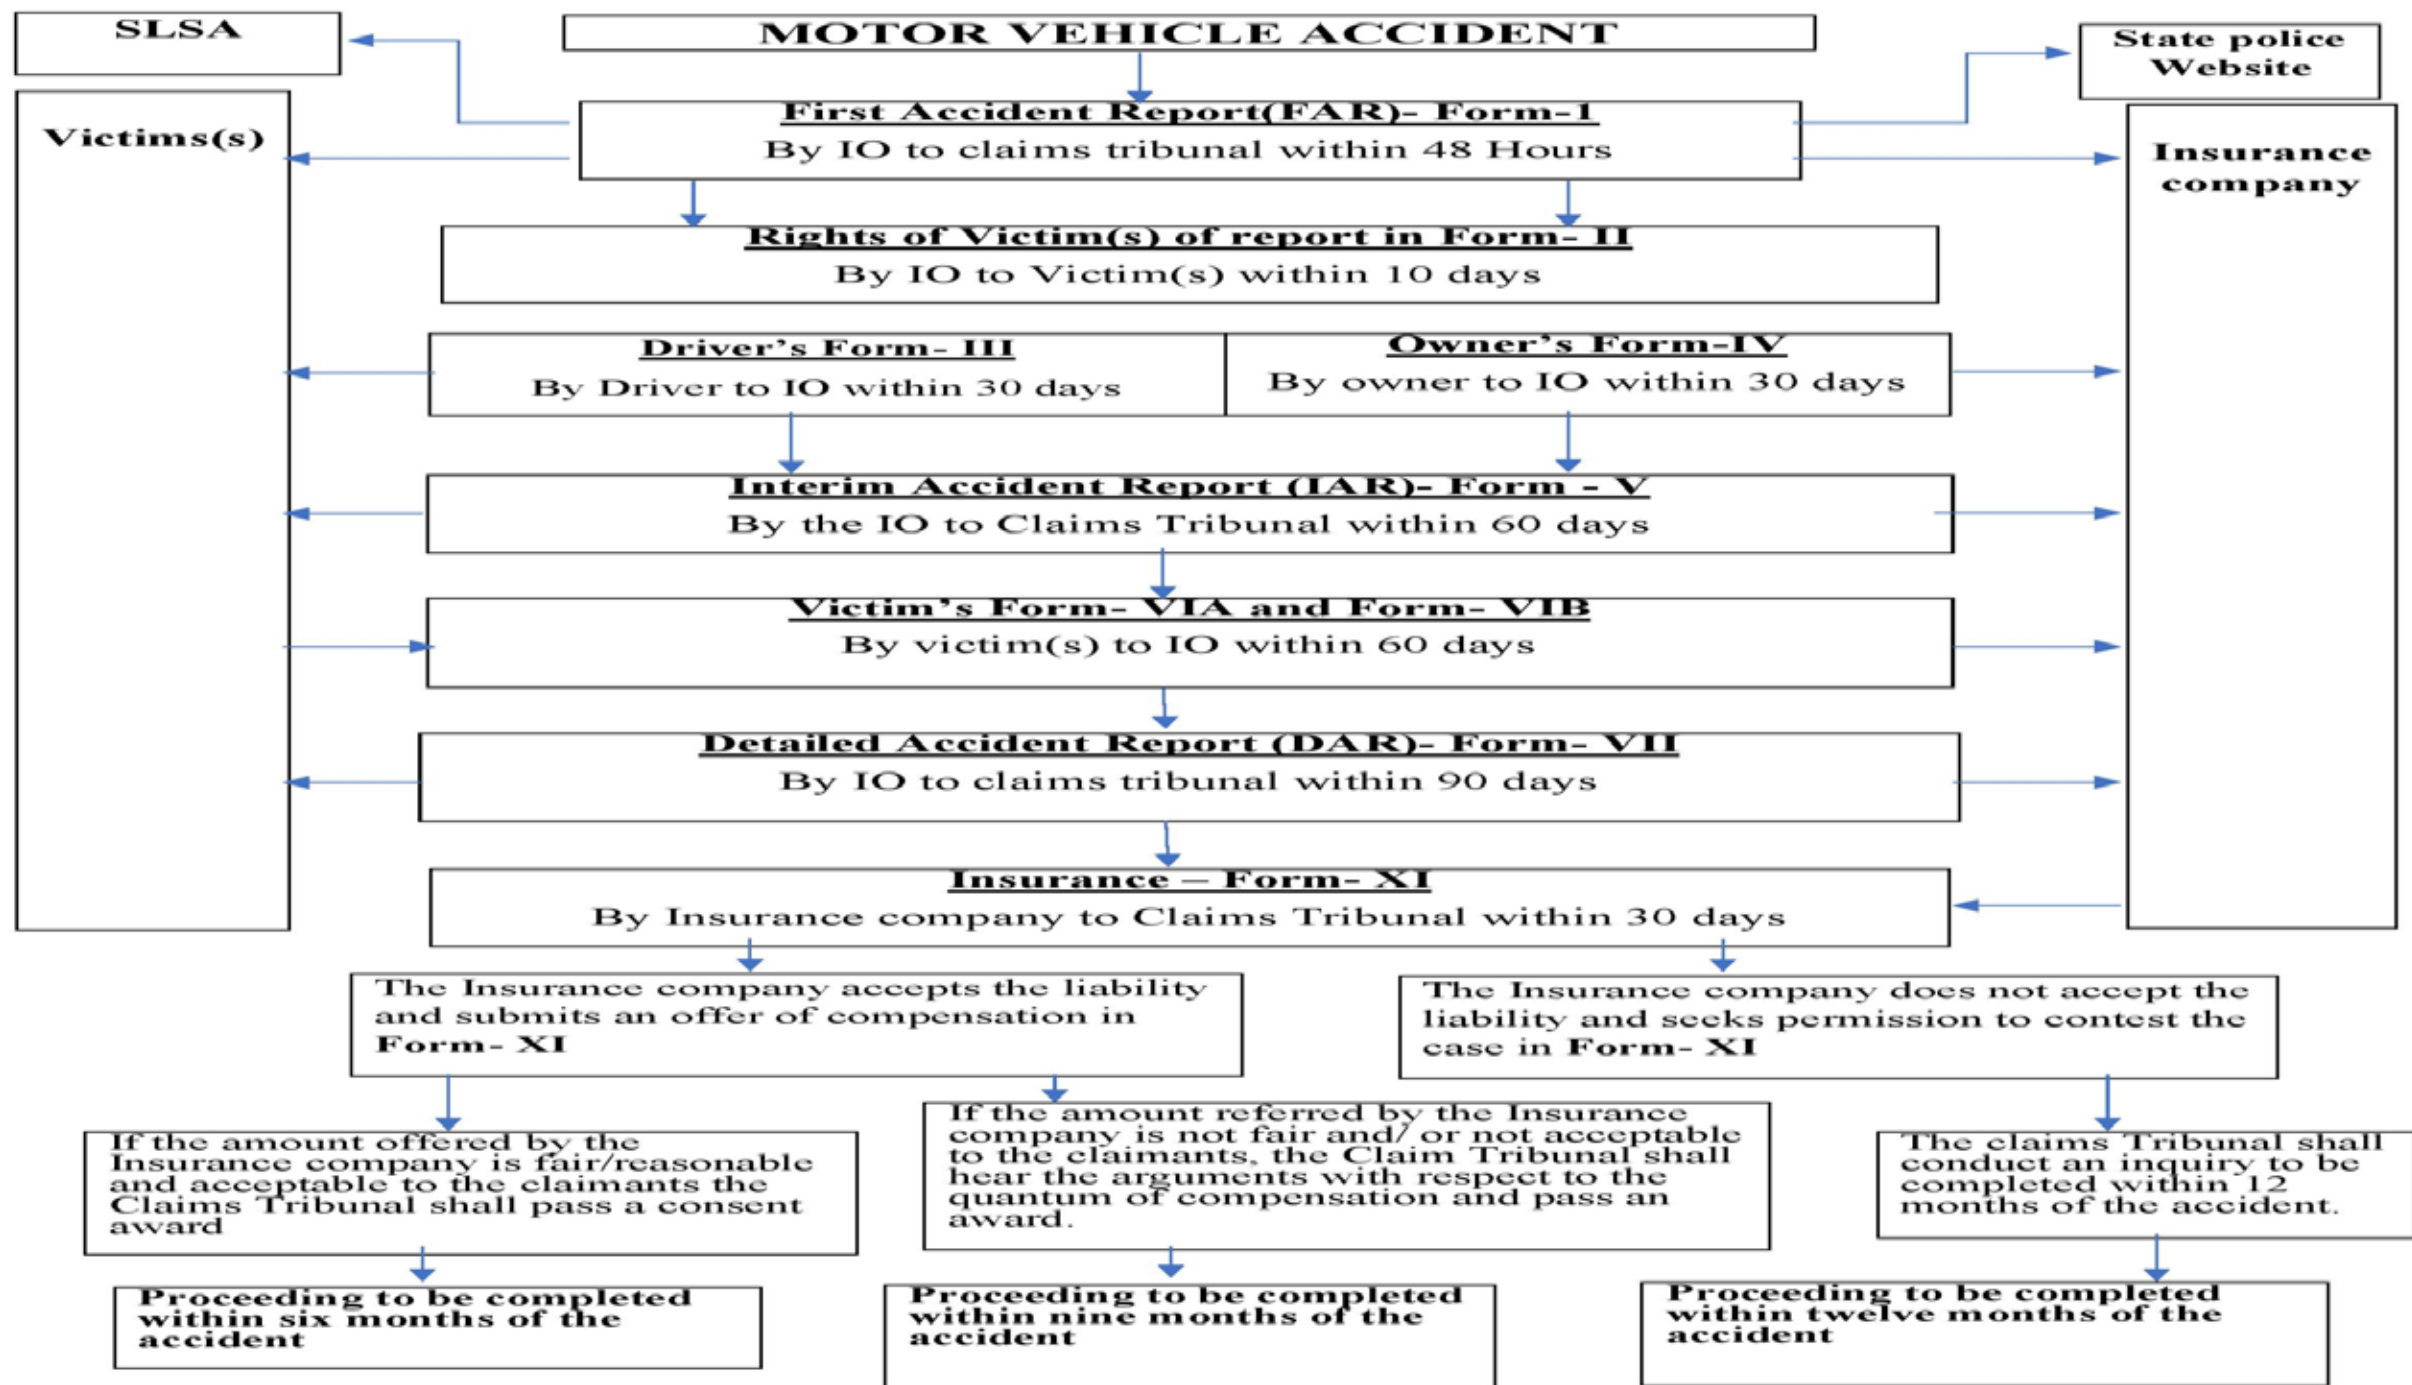 SLSA
MOTOR VEHICLE ACCIDENT
State police
Website
Victims(s)
First Accident Report(FAR)- Form-1
By IO to claims tribunal within 48 Hours
Insurance
company
Rights of Victim(s) of report in Form- II
By IO to Victim(s) within 10 days
Driver's Form- III
By Driver to IO within 30 days
Owner's Form-IV
By owner to IO within 30 days
Interim Accident Report (IAR)- Form - V
By the IO to Claims Tribunal within 60 days
Victim's Form- VIA and Form- VIB
By victim(s) to IO within 60 days
Detailed Accident Report (DAR)- Form- VII
By IO to claims tribunal within 90 days
Insurance – Form- XI
By Insurance company to Claims Tribunal within 30 days
The Insurance company accepts the liability
and submits an offer of compensation in
Form- XI
The Insurance company does not accept the
liability and seeks permission to contest the
case in Form- XI
If the amount offered by the
Insurance company is fair/reasonable
and acceptable to the claimants the
Claims Tribunal shall pass a consent
award
If the amount referred by the Insurance
company is not fair and/ or not acceptable
to the claimants, the Claim Tribunal shall
hear the arguments with respect to the
quantum of compensation and pass an
award.
The claims Tribunal shall
conduct an inquiry to be
completed within 12
months of the accident.
Proceeding to be completed
within six months of the
accident
Proceeding to be completed
within nine months of the
accident
Proceeding to be completed
within twelve months of the
accident